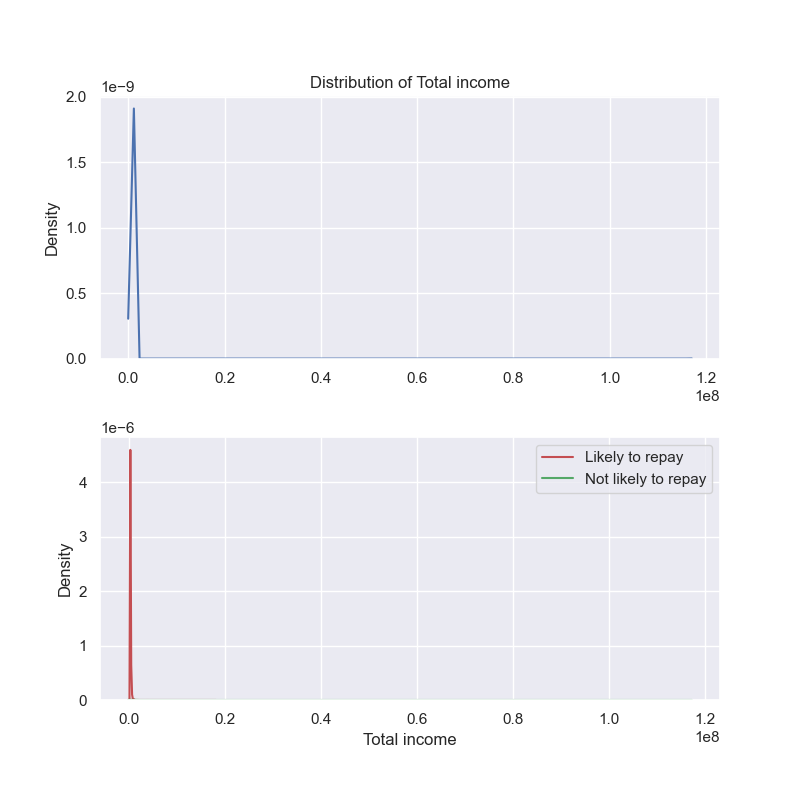 Distribution of Total income
1e−9
2.0
1.5
1.0
0.5
0.0
Density
0.0 0.2 0.4 0.6 0.8 1.0 1.2
1e8
1e−6
4
3
2
1
0
Density
Likely to repay
Not likely to repay
0.0 0.2 0.4 0.6 0.8 1.0 1.2
1e8
Total income